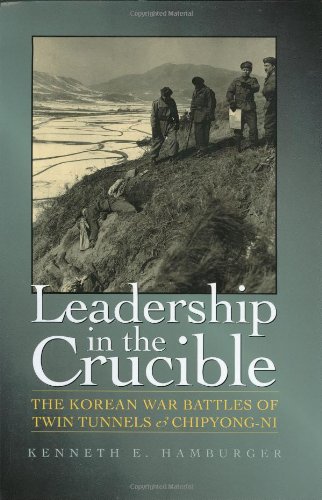 Leadership
in the
Crucible
THE KOREAN WAR BATTLES OF
TWIN TUNNELS & CHIPYONG-NI
KENNETH E. HAMBURGER